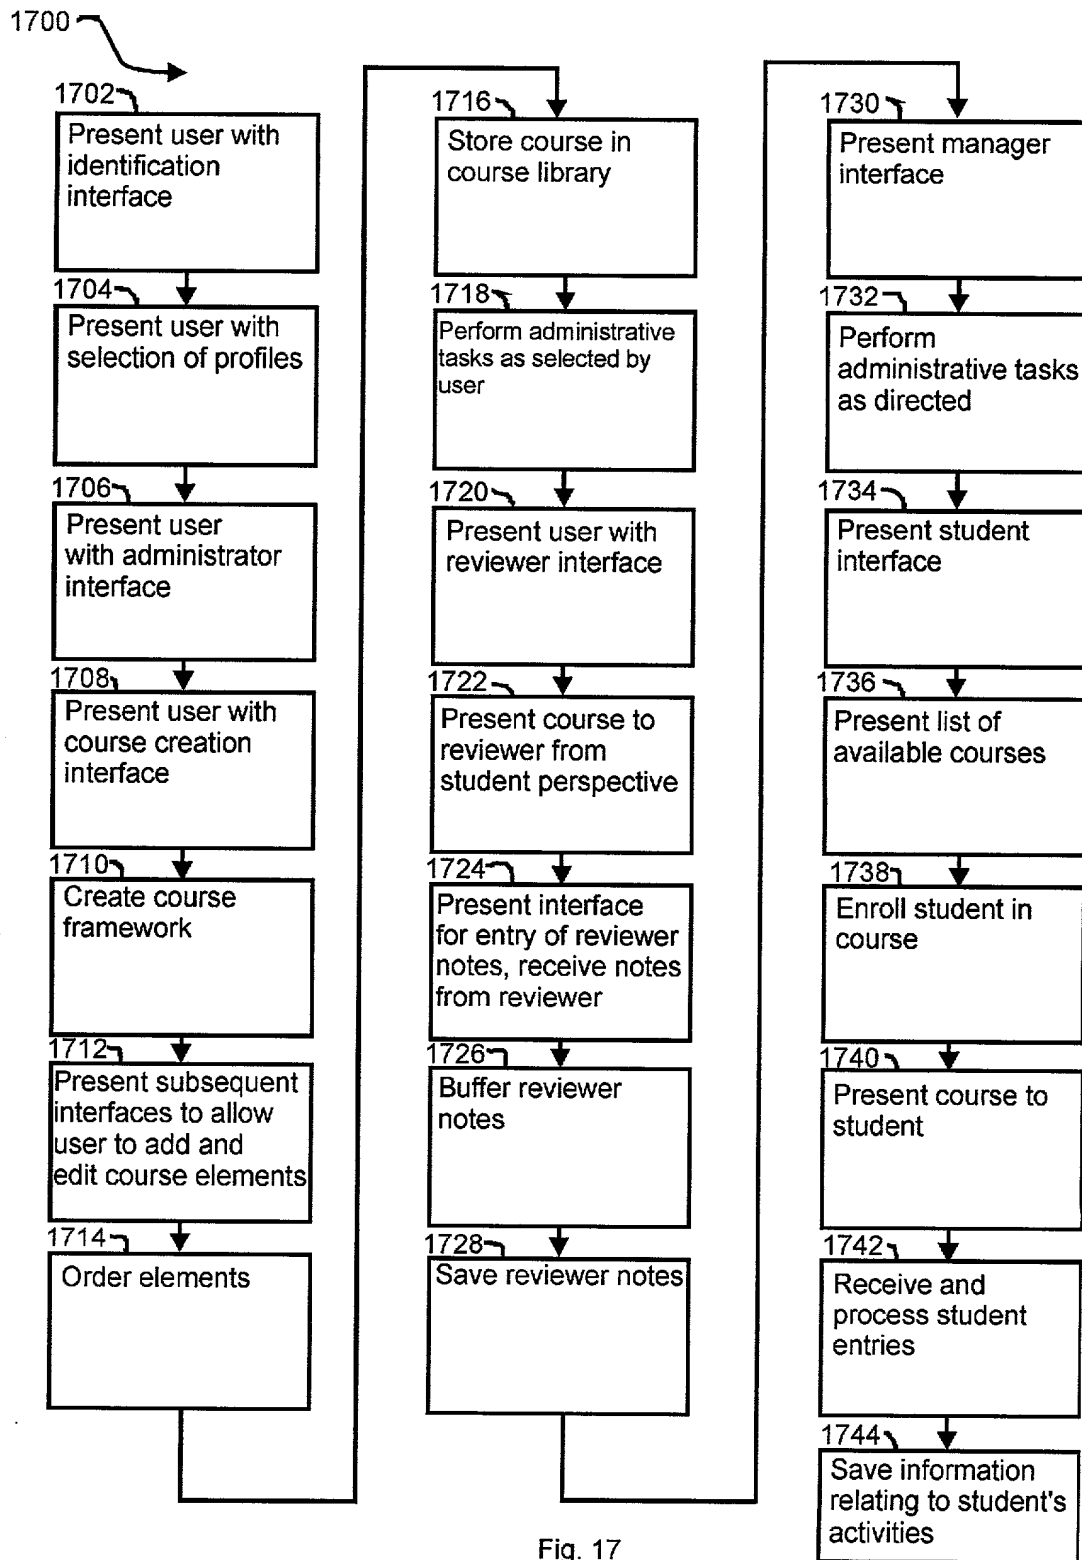 1700
1702
Present user with
identification
interface
1704
Present user with
selection of profiles
1706
Present user
with administrator
interface
1708
Present user with
course creation
interface
1710
Create course
framework
1712
Present subsequent
interfaces to allow
user to add and
edit course elements
1714
Order elements
1716
Store course in
course library
1718
Perform administrative
tasks as selected by
user
1720
Present user with
reviewer interface
1722
Present course to
reviewer from
student perspective
1724
Present interface
for entry of reviewer
notes, receive notes
from reviewer
1726
Buffer reviewer
notes
1728
Save reviewer notes
1730
Present manager
interface
1732
Perform
administrative tasks
as directed
1734
Present student
interface
1736
Present list of
available courses
1738
Enroll student in
course
1740
Present course to
student
1742
Receive and
process student
entries
1744
Save information
relating to student's
activities
Fig. 17